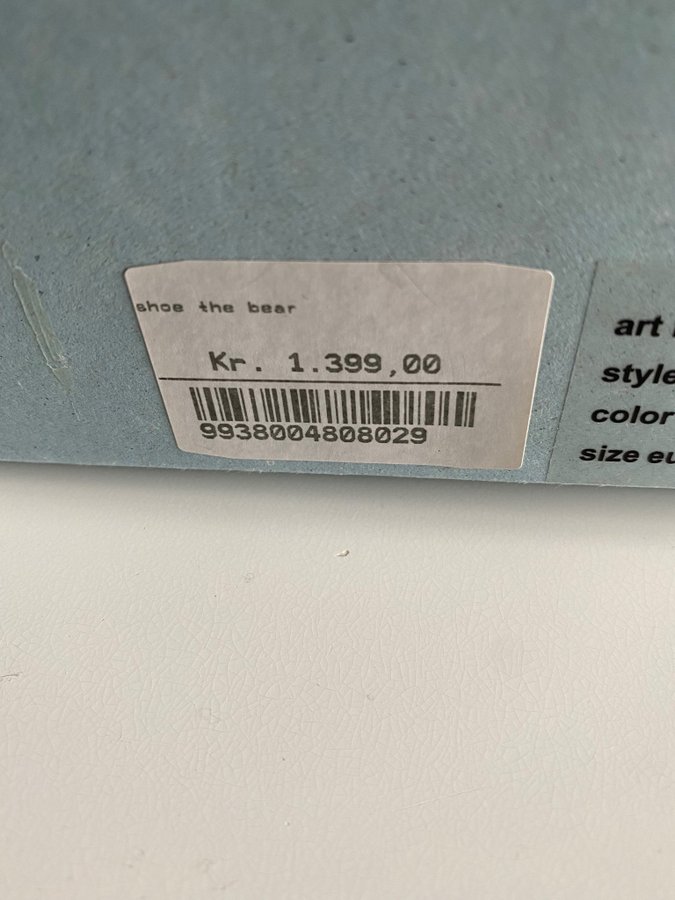 shoe the bear
Kr. 1.399,00
9938004808029
art
style
color
size eu